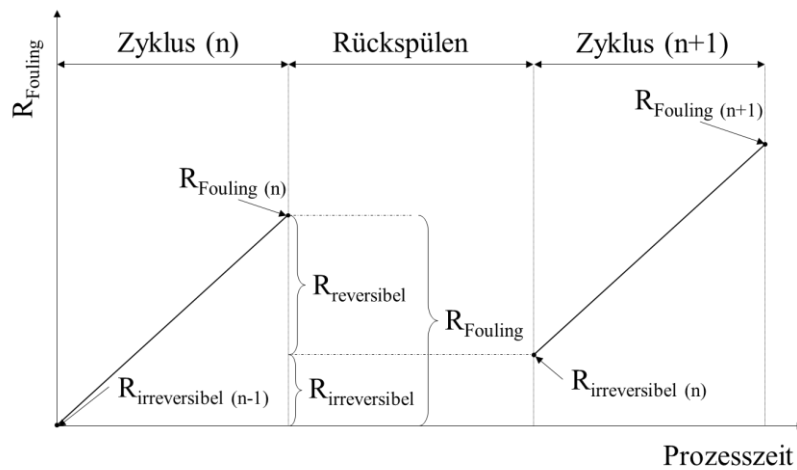 Zyklus (n)
Rückspülen
Zyklus (n+1)
R_Fouling
R_Fouling (n+1)
R_Fouling (n)
R_reversibel
R_Fouling
R_irreversibel (n-1)
R_irreversibel
R_irreversibel (n)
Prozesszeit